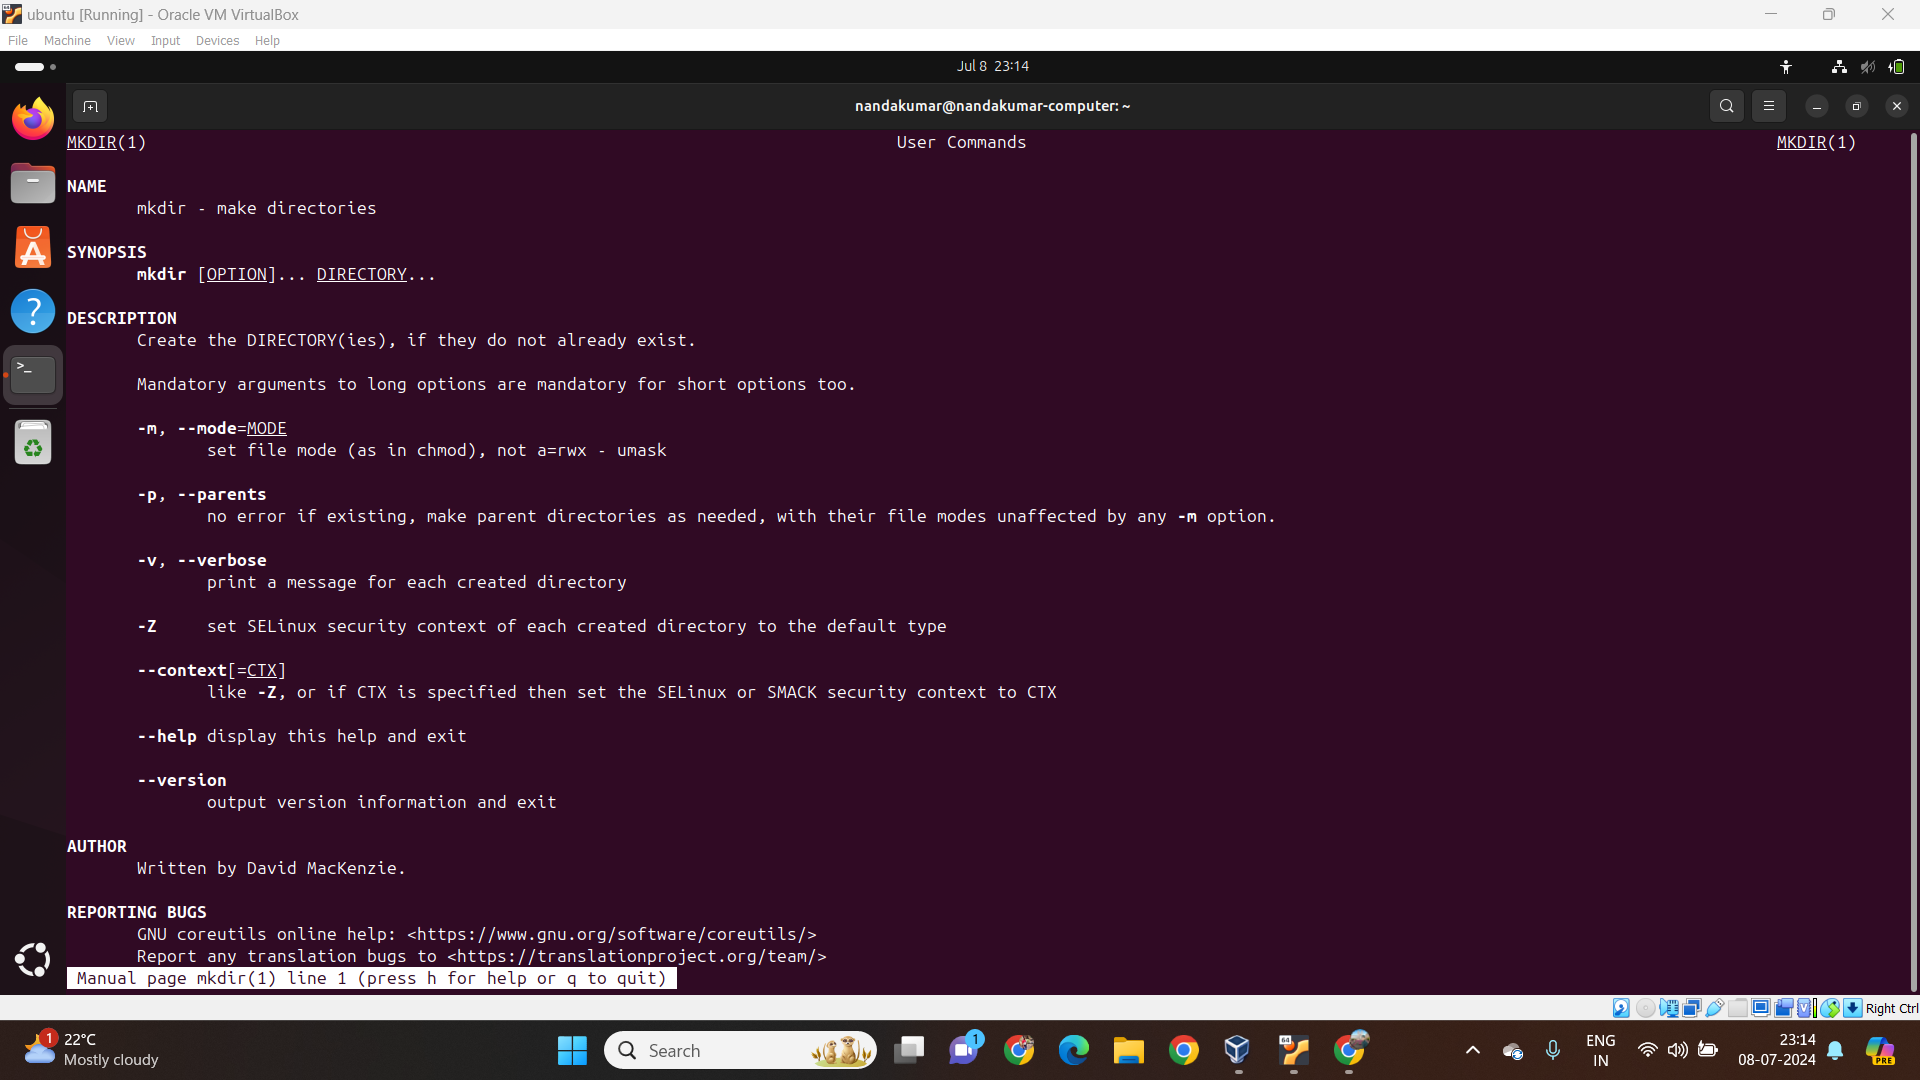 ubuntu [Running] - Oracle VM VirtualBox
File Machine View Input Devices Help
Jul 8 23:14
nandakumar@nandakumar-computer: ~
MKDIR(1) User Commands MKDIR(1)
NAME
mkdir - make directories
SYNOPSIS
mkdir [OPTION]... DIRECTORY...
DESCRIPTION
Create the DIRECTORY(ies), if they do not already exist.
Mandatory arguments to long options are mandatory for short options too.
-m, --mode=MODE
set file mode (as in chmod), not a=rwx - umask
-p, --parents
no error if existing, make parent directories as needed, with their file modes unaffected by any -m option.
-v, --verbose
print a message for each created directory
-Z set SELinux security context of each created directory to the default type
--context[=CTX]
like -Z, or if CTX is specified then set the SELinux or SMACK security context to CTX
--help display this help and exit
--version
output version information and exit
AUTHOR
Written by David MacKenzie.
REPORTING BUGS
GNU coreutils online help: <https://www.gnu.org/software/coreutils/>
Report any translation bugs to <https://translationproject.org/team/>
Manual page mkdir(1) line 1 (press h for help or q to quit)
Right Ctrl
1
22°C
Mostly cloudy
Search
1
64
ENG
IN
23:14
08-07-2024
PRE